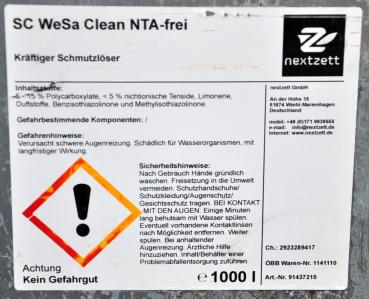 SC WeSa Clean NTA-frei
nextzett
Kräftiger Schmutzlöser
Inhaltsstoffe:
5 - 15 % Polycarboxylate, < 5 % nichtionische Tenside, Limonene,
Duftstoffe, Benzisothiazolinone und Methylisothiazolinone.
Gefahrbestimmende Komponenten: /
Gefahrenhinweise:
Verursacht schwere Augenreizung. Schädlich für Wasserorganismen, mit
langfristiger Wirkung.
nextzett GmbH
An der Höhe 15
51674 Wiehl-Marienhagen
Deutschland
mobil: +49 (0)171 9939655
e-mail: info@nextzett.de
Internet: www.nextzett.de
Sicherheitshinweise:
Nach Gebrauch Hände gründlich
waschen. Freisetzung in die Umwelt
vermeiden. Schutzhandschuhe/
Schutzkleidung/Augenschutz/
Gesichtsschutz tragen. BEI KONTAKT
MIT DEN AUGEN: Einige Minuten
lang behutsam mit Wasser spülen.
Eventuell vorhandene Kontaktlinsen
nach Möglichkeit entfernen. Weiter
spülen. Bei anhaltender
Augenreizung: Ärztliche Hilfe
hinzuziehen. Inhalt/Behälter einer
Problemabfallentsorgung zuführen.
Achtung
Kein Gefahrgut
℮ 1000 l
Ch.: 2923289417
ÖBB Waren-Nr. 1141110
Art.-Nr. 91437215